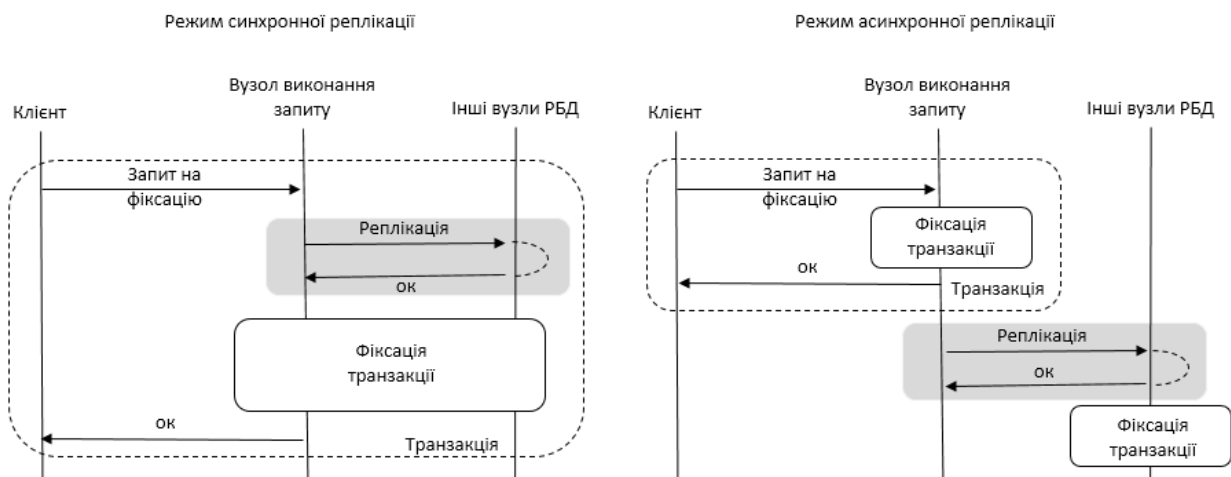 Режим синхронної реплікації
Клієнт
Вузол виконання
запиту
Інші вузли РБД
Запит на
фіксацію
Реплікація
ок
Фіксація
транзакції
ок
Транзакція
Режим асинхронної реплікації
Клієнт
Вузол виконання
запиту
Інші вузли РБД
Запит на
фіксацію
Фіксація
транзакції
ок
Транзакція
Реплікація
ок
Фіксація
транзакції